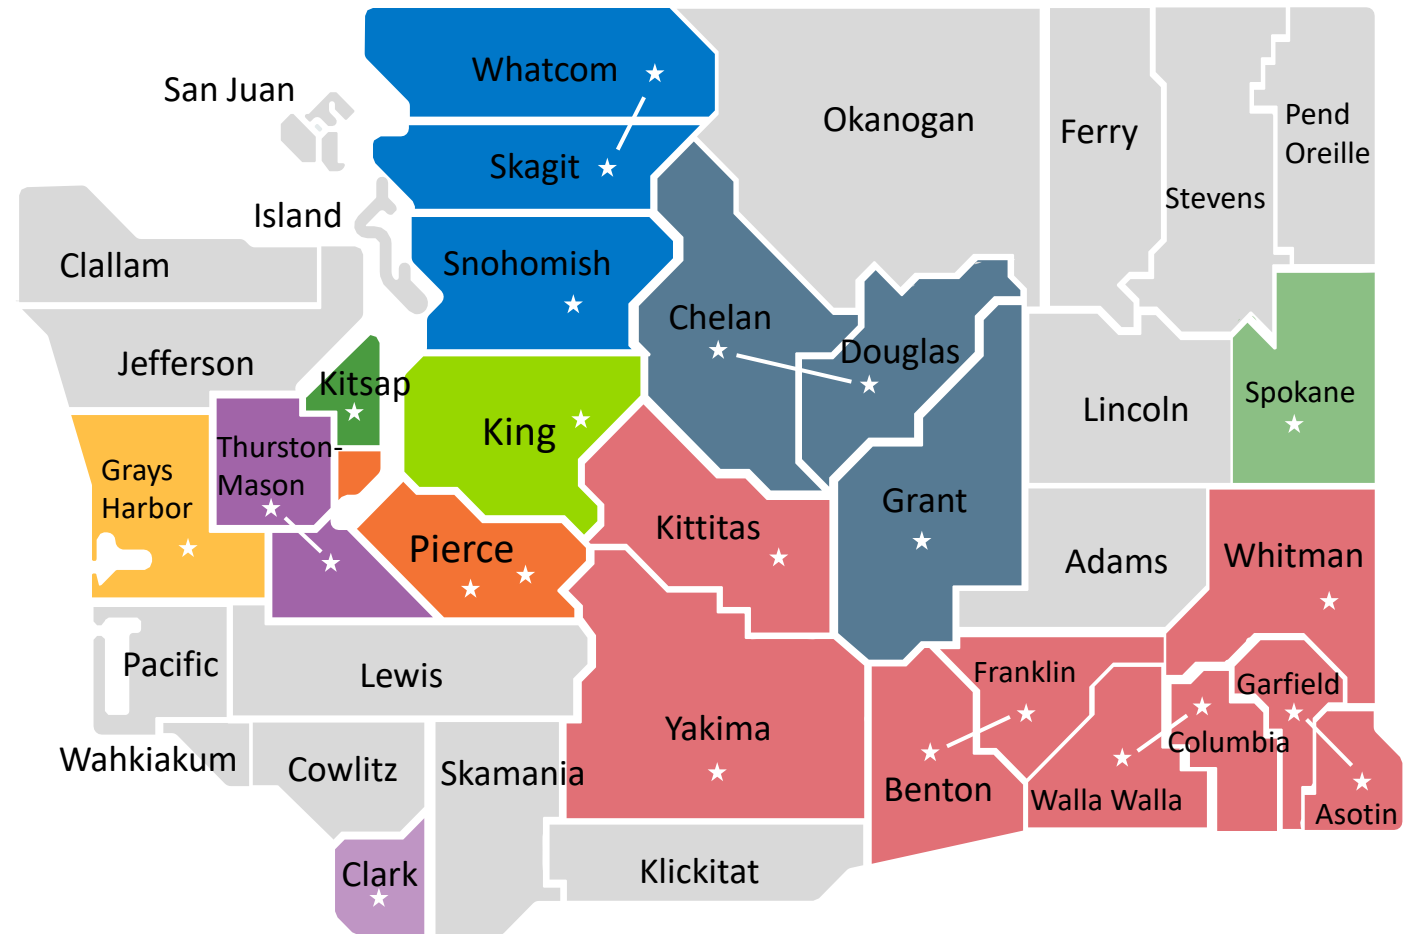 Whatcom
San Juan
Okanogan
Ferry
Pend
Oreille
Skagit
Stevens
Island
Clallam
Snohomish
Chelan
Douglas
Jefferson
Kitsap
King
Lincoln
Spokane
Thurston-
Mason
Grays
Harbor
Grant
Kittitas
Pierce
Adams
Whitman
Pacific
Lewis
Franklin
Garfield
Yakima
Columbia
Wahkiakum
Cowlitz
Skamania
Benton
Walla Walla
Asotin
Clark
Klickitat